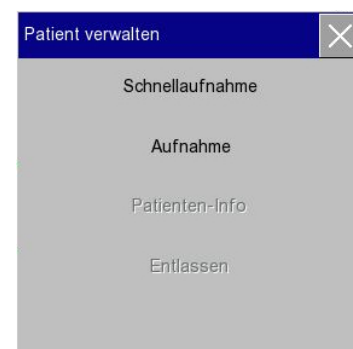 Patient verwalten
Schnellaufnahme
Aufnahme
Patienten-Info
Entlassen